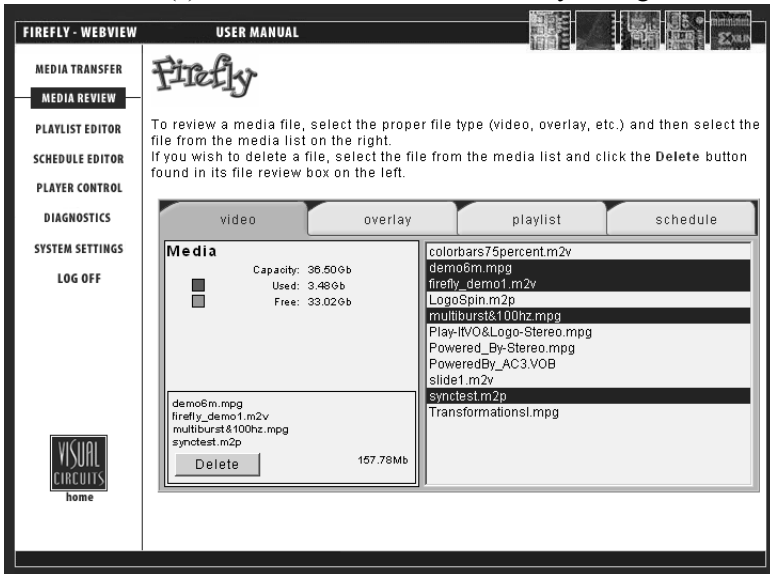 FIREFLY - WEBVIEW
USER MANUAL
MEDIA TRANSFER
MEDIA REVIEW
PLAYLIST EDITOR
SCHEDULE EDITOR
PLAYER CONTROL
DIAGNOSTICS
SYSTEM SETTINGS
LOG OFF
VISUAL
CIRCUITS
home
Firefly
To review a media file, select the proper file type (video, overlay, etc.) and then select the
file from the media list on the right.
If you wish to delete a file, select the file from the media list and click the Delete button
found in its file review box on the left.
video
overlay
playlist
schedule
Media
Capacity: 36.50Gb
Used: 3.48Gb
Free: 33.02Gb
demo6m.mpg
firefly_demo1.m2v
multiburst&100hz.mpg
synctest.m2p
Delete
157.78Mb
colorbars75percent.m2v
demo6m.mpg
firefly_demo1.m2v
LogoSpin.m2p
multiburst&100hz.mpg
Play-ItVO&Logo-Stereo.mpg
Powered_By-Stereo.mpg
PoweredBy_AC3.VOB
slide1.m2v
synctest.m2p
Transformationsl.mpg